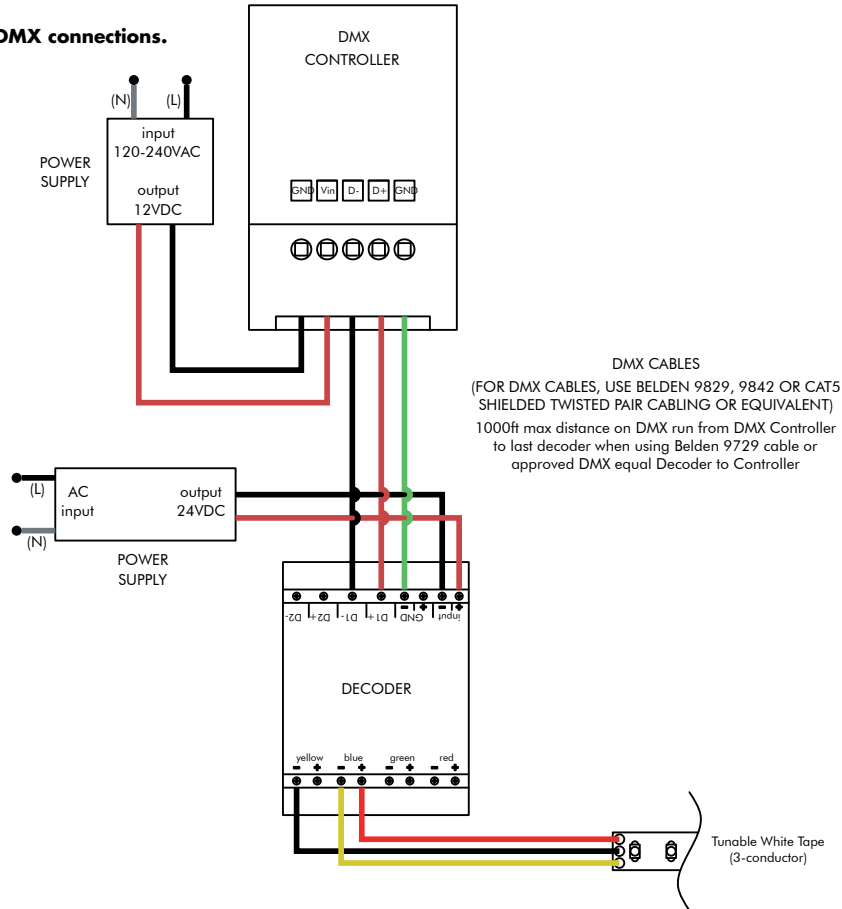 DMX connections.
DMX
CONTROLLER
(N)
(L)
input
120-240VAC
output
12VDC
POWER
SUPPLY
GND
Vin
D-
D+
GND
DMX CABLES
(FOR DMX CABLES, USE BELDEN 9829, 9842 OR CAT5
SHIELDED TWISTED PAIR CABLING OR EQUIVALENT)
1000ft max distance on DMX run from DMX Controller
to last decoder when using Belden 9729 cable or
approved DMX equal Decoder to Controller
(L)
(N)
AC
input
output
24VDC
POWER
SUPPLY
- + - +
D2- D2+ D1- D1+ GND input
DECODER
yellow blue green red
- + - + - + - +
Tunable White Tape
(3-conductor)